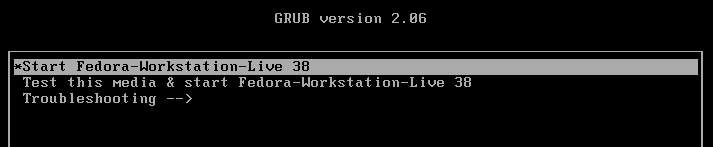 GRUB version 2.06
*Start Fedora-Workstation-Live 38
Test this media & start Fedora-Workstation-Live 38
Troubleshooting -->